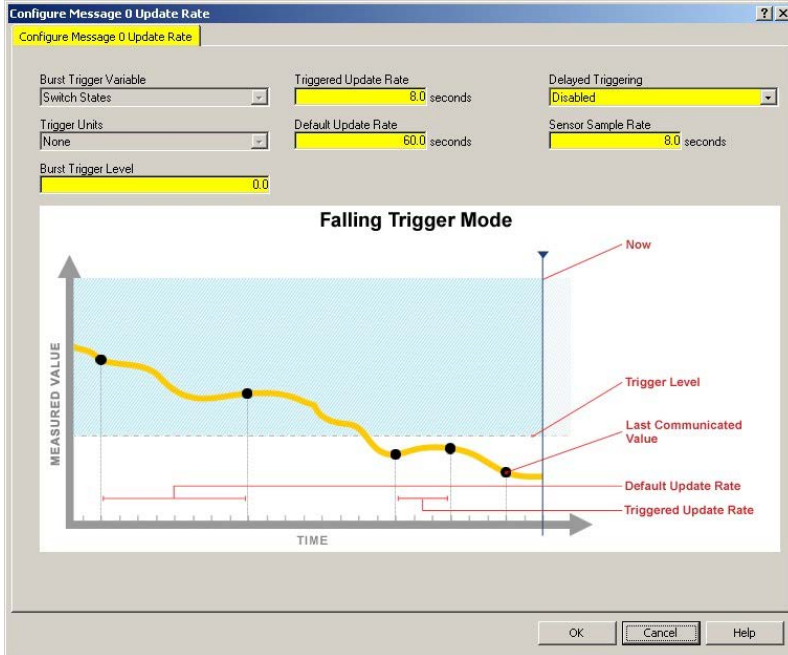 Configure Message 0 Update Rate
Configure Message 0 Update Rate
Burst Trigger Variable
Switch States
Triggered Update Rate
8.0 seconds
Delayed Triggering
Disabled
Trigger Units
None
Default Update Rate
60.0 seconds
Sensor Sample Rate
8.0 seconds
Burst Trigger Level
0.0
Falling Trigger Mode
Now
MEASURED VALUE
Trigger Level
Last Communicated
Value
Default Update Rate
Triggered Update Rate
TIME
OK
Cancel
Help